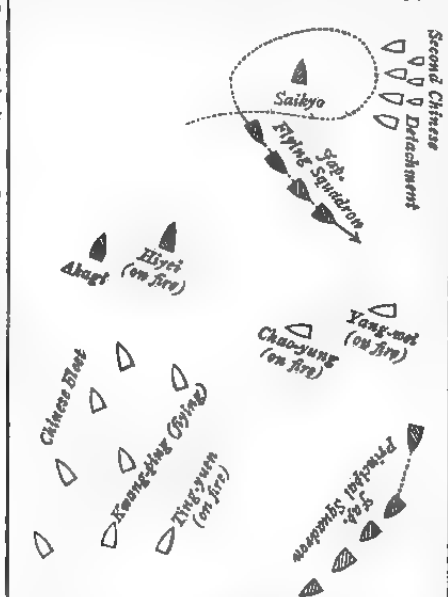 Second Chinese
Detachment
Saikyo
Jap.
Flying Squadron
Akagi
Hiyei
(on fire)
Yang-wei
(on fire)
Chao-yung
(on fire)
Chinese Fleet
Kwang-ping (flying)
Ting-yuen
(on fire)
Jap.
Principal Squadron